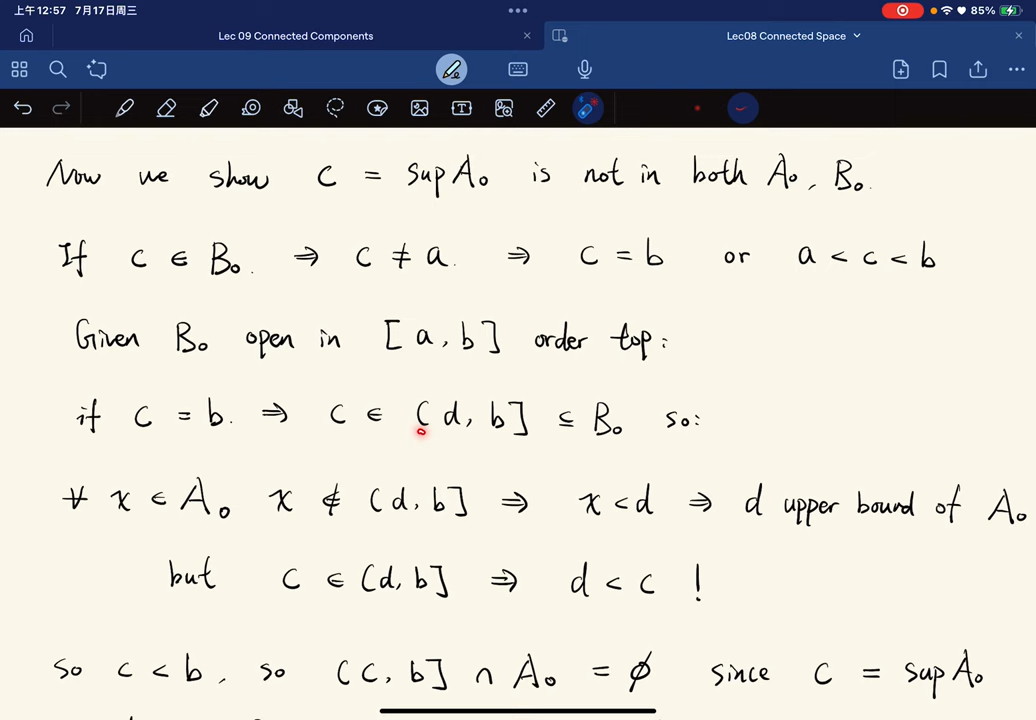 上午12:57 7月17日周三
85%
Lec 09 Connected Components
Lec08 Connected Space
Now we show c = sup A₀ is not in both A₀, B₀.
If c ∈ B₀. ⇒ c ≠ a. ⇒ c = b or a < c < b
Given B₀ open in [a, b] order top:
if c = b. ⇒ c ∈ (d, b] ⊆ B₀ so:
∀ x ∈ A₀ x ∉ (d, b] ⇒ x < d ⇒ d upper bound of A₀
but c ∈ (d, b] ⇒ d < c !
so c < b, so (c, b] ∩ A₀ = ∅ since c = sup A₀